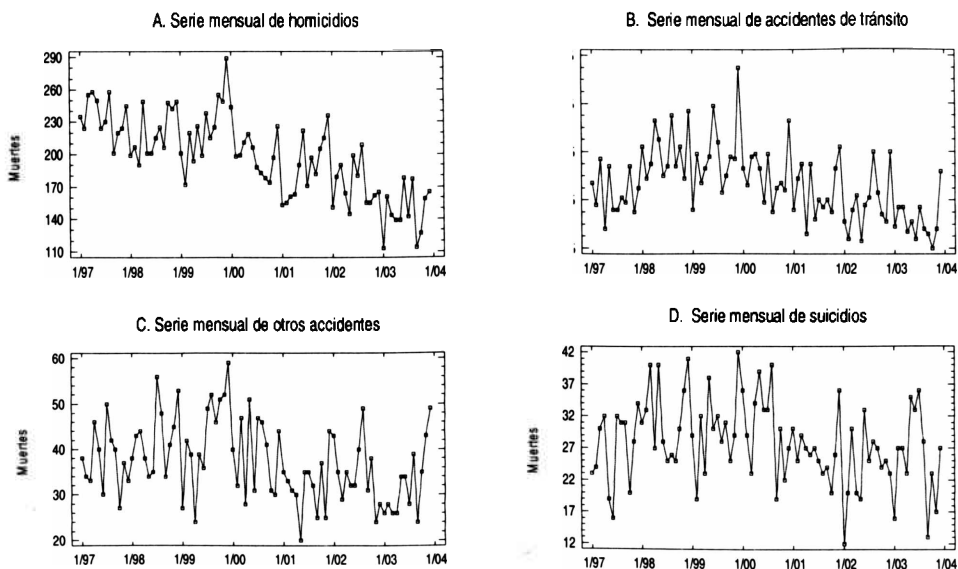 A. Serie mensual de homicidios
Muertes
290
260
230
200
170
140
110
1/97 1/98 1/99 1/00 1/01 1/02 1/03 1/04
B. Serie mensual de accidentes de tránsito
1/97 1/98 1/99 1/00 1/01 1/02 1/03 1/04
C. Serie mensual de otros accidentes
Muertes
60
50
40
30
20
1/97 1/98 1/99 1/00 1/01 1/02 1/03 1/04
D. Serie mensual de suicidios
Muertes
42
37
32
27
22
17
12
1/97 1/98 1/99 1/00 1/01 1/02 1/03 1/04